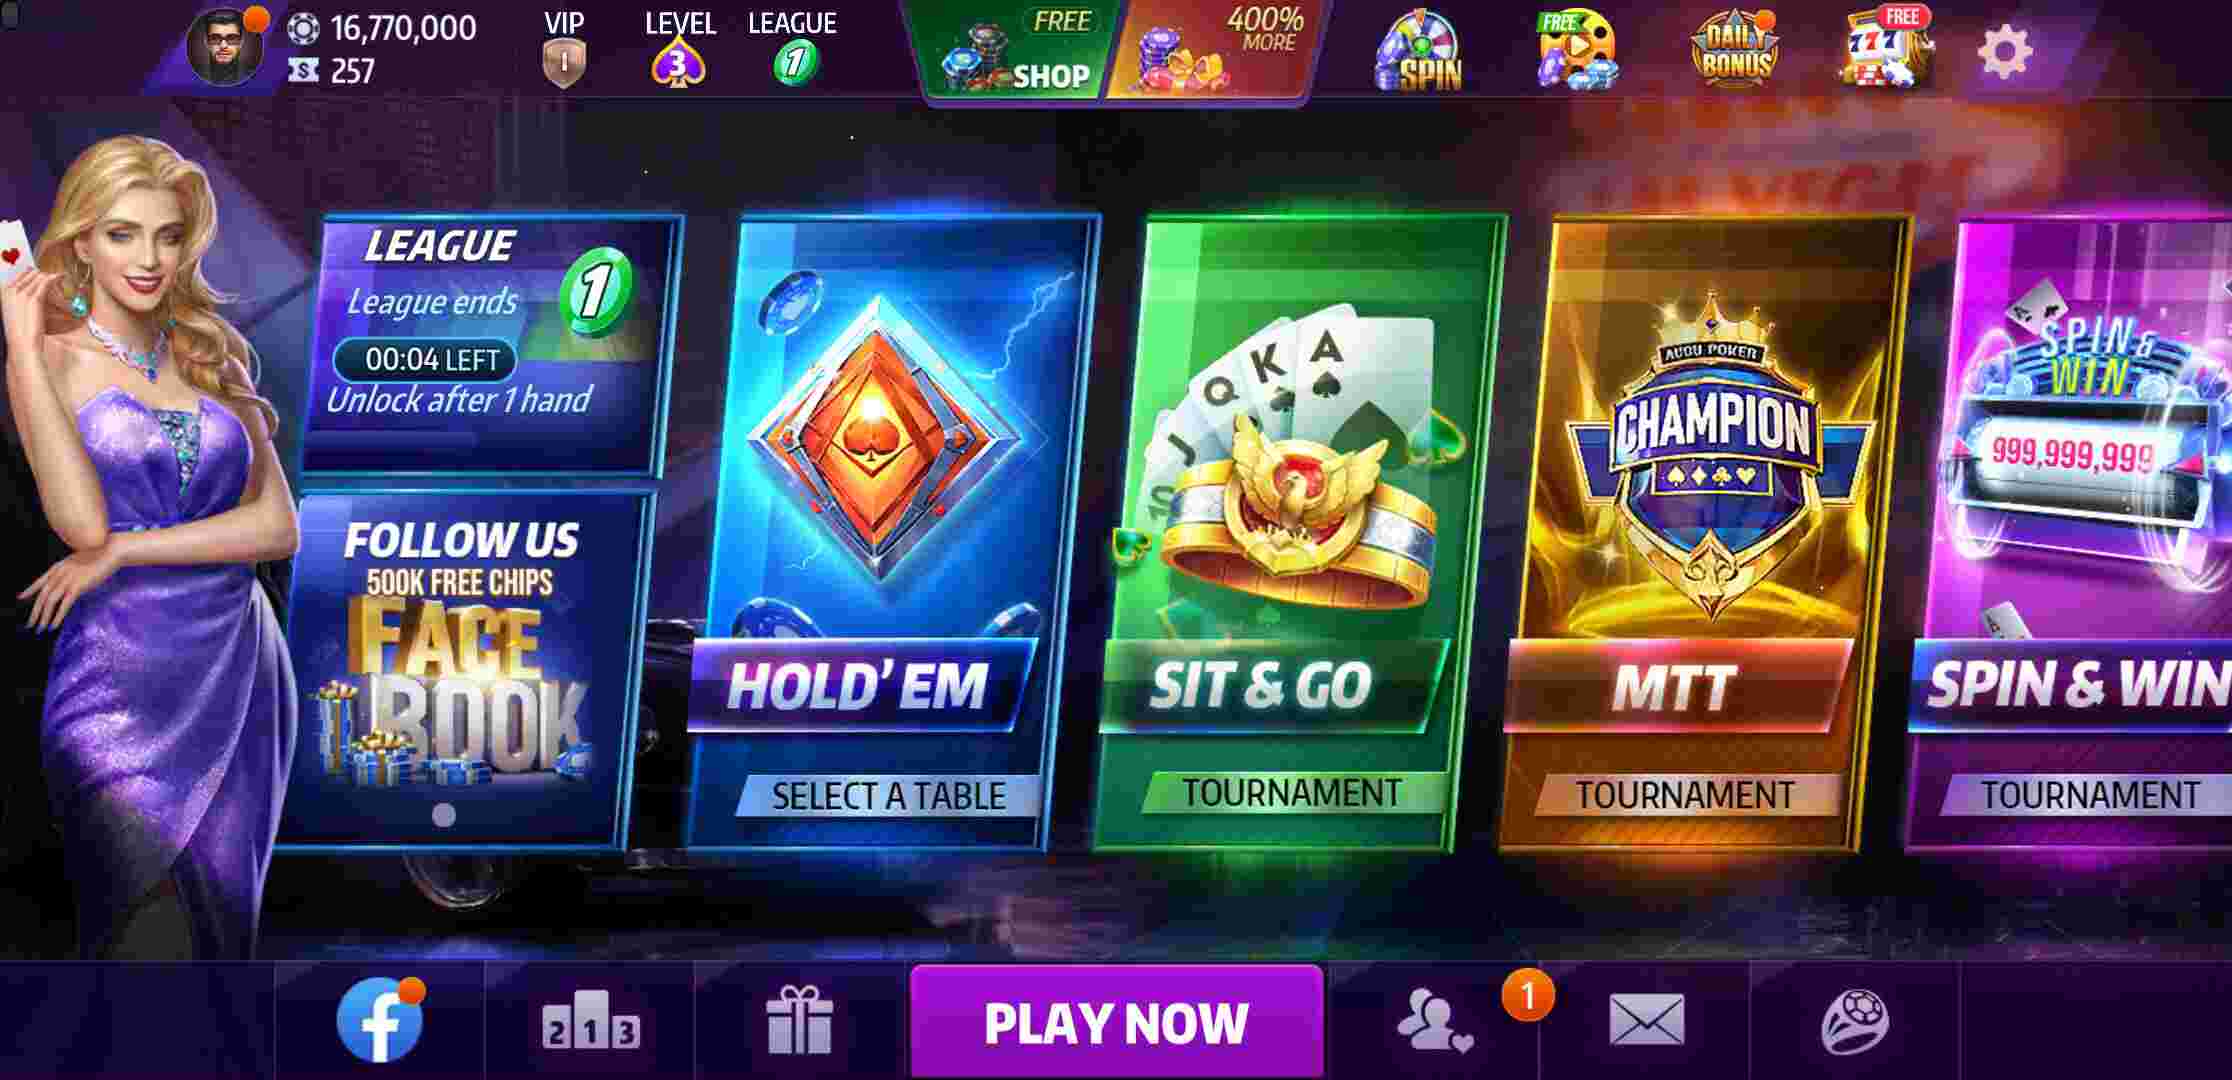 16,770,000
257
VIP
1
LEVEL
3
LEAGUE
1
FREE
SHOP
400%
MORE
SPIN
FREE
DAILY
BONUS
FREE
777
LEAGUE
League ends
00:04 LEFT
Unlock after 1 hand
1
FOLLOW US
500K FREE CHIPS
FACE
BOOK
HOLD' EM
SELECT A TABLE
A
K
Q
J
10
SIT & GO
TOURNAMENT
AUDU POKER
CHAMPION
MTT
TOURNAMENT
SPIN &
WIN
999,999,999
SPIN & WIN
TOURNAMENT
f
2 1 3
PLAY NOW
1